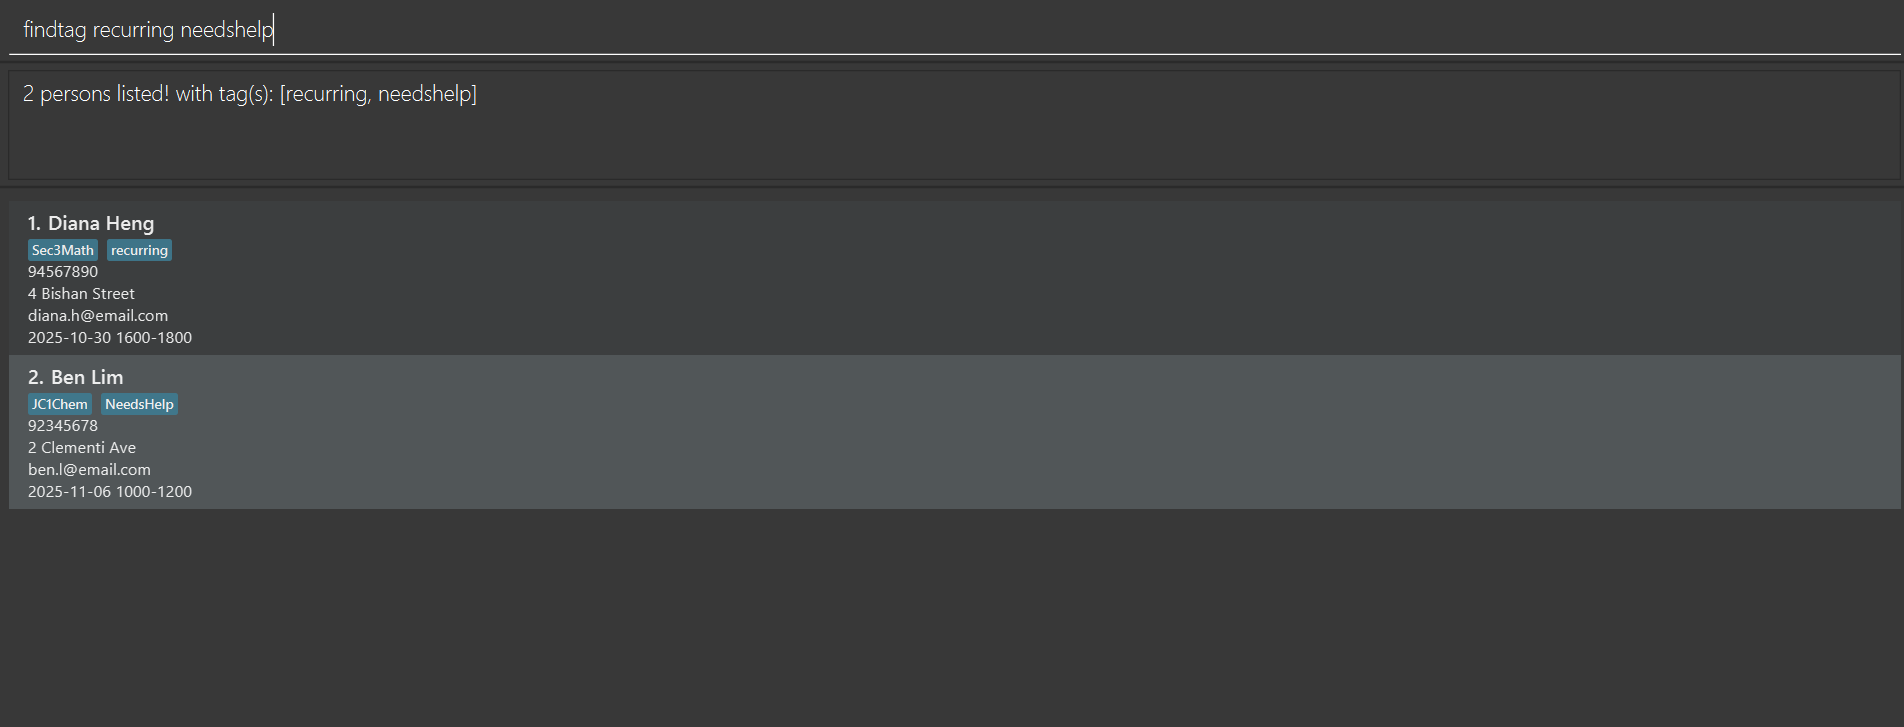 findtag recurring needshelp
2 persons listed! with tag(s): [recurring, needshelp]
1. Diana Heng
Sec3Math recurring
94567890
4 Bishan Street
diana.h@email.com
2025-10-30 1600-1800
2. Ben Lim
JC1Chem NeedsHelp
92345678
2 Clementi Ave
ben.l@email.com
2025-11-06 1000-1200